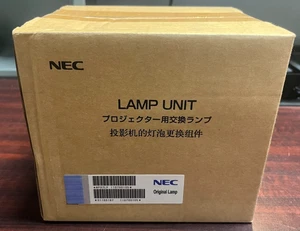 NEC
LAMP UNIT
プロジェクター用交換ランプ
投影机的灯泡更换组件
NEC
Original Lamp